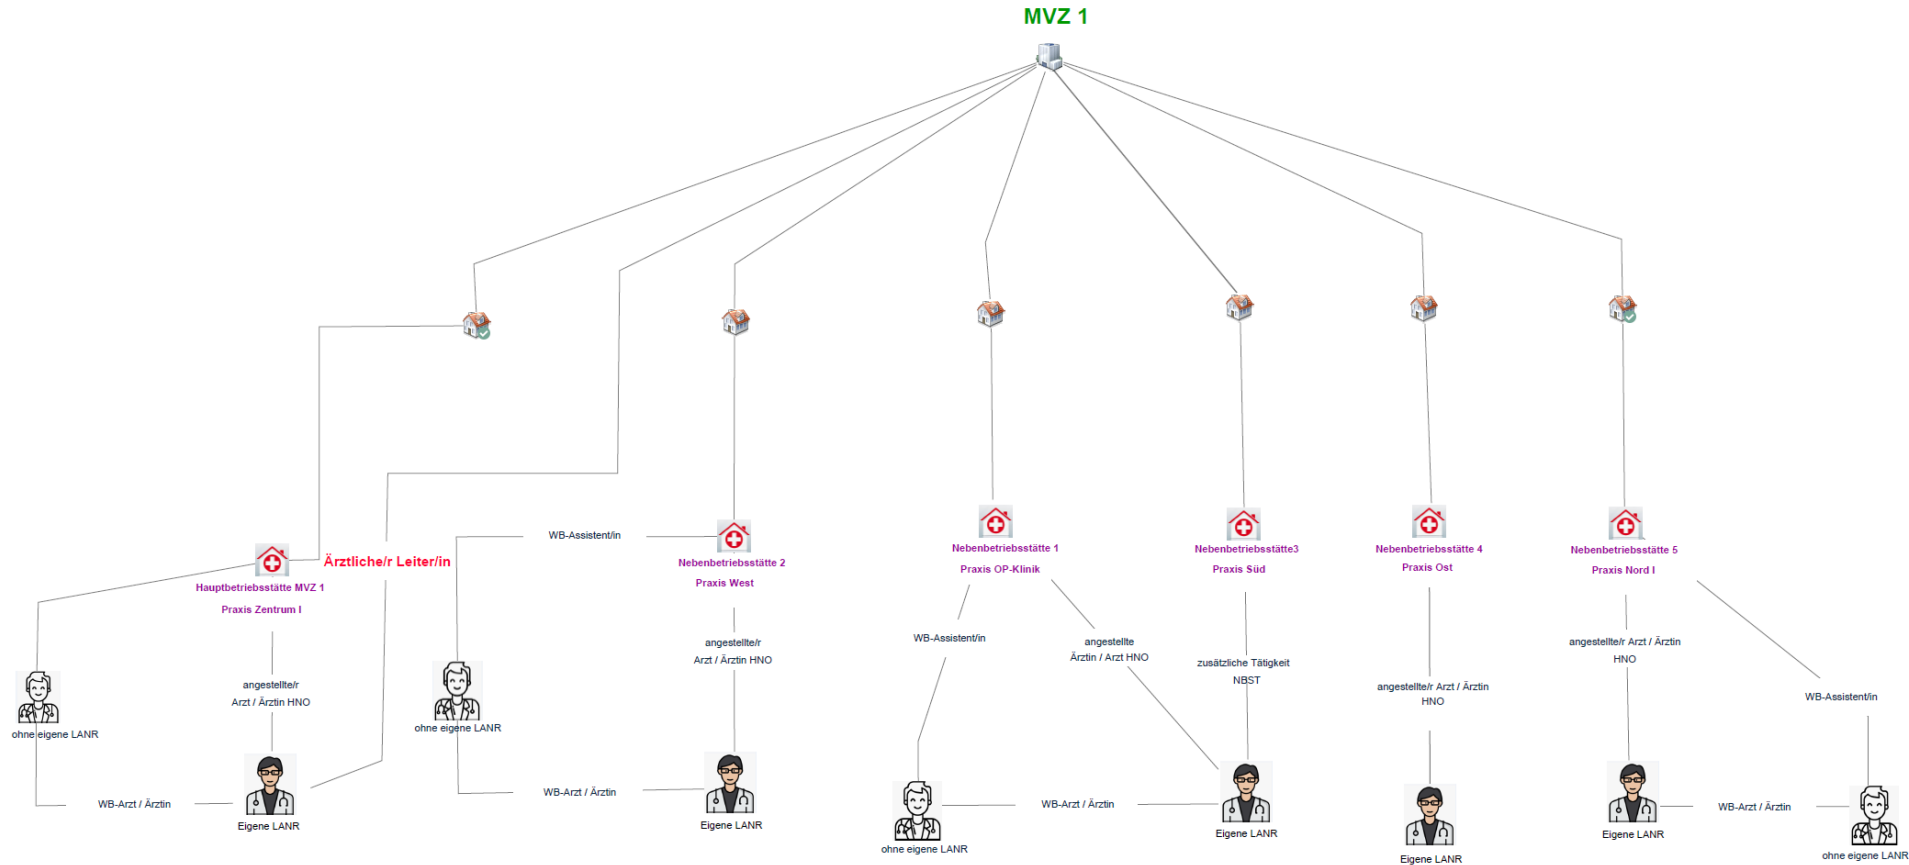 MVZ 1
WB-Assistent/in
Ärztliche/r Leiter/in
Hauptbetriebsstätte MVZ 1
Praxis Zentrum I
Nebenbetriebsstätte 2
Praxis West
Nebenbetriebsstätte 1
Praxis OP-Klinik
Nebenbetriebsstätte3
Praxis Süd
Nebenbetriebsstätte 4
Praxis Ost
Nebenbetriebsstätte 5
Praxis Nord I
angestellte/r
Arzt / Ärztin HNO
angestellte/r
Arzt / Ärztin HNO
WB-Assistent/in
angestellte
Ärztin / Arzt HNO
zusätzliche Tätigkeit
NBST
angestellte/r Arzt / Ärztin
HNO
angestellte/r Arzt / Ärztin
HNO
WB-Assistent/in
ohne eigene LANR
ohne eigene LANR
WB-Arzt / Ärztin
Eigene LANR
WB-Arzt / Ärztin
Eigene LANR
ohne eigene LANR
WB-Arzt / Ärztin
Eigene LANR
Eigene LANR
Eigene LANR
WB-Arzt / Ärztin
ohne eigene LANR